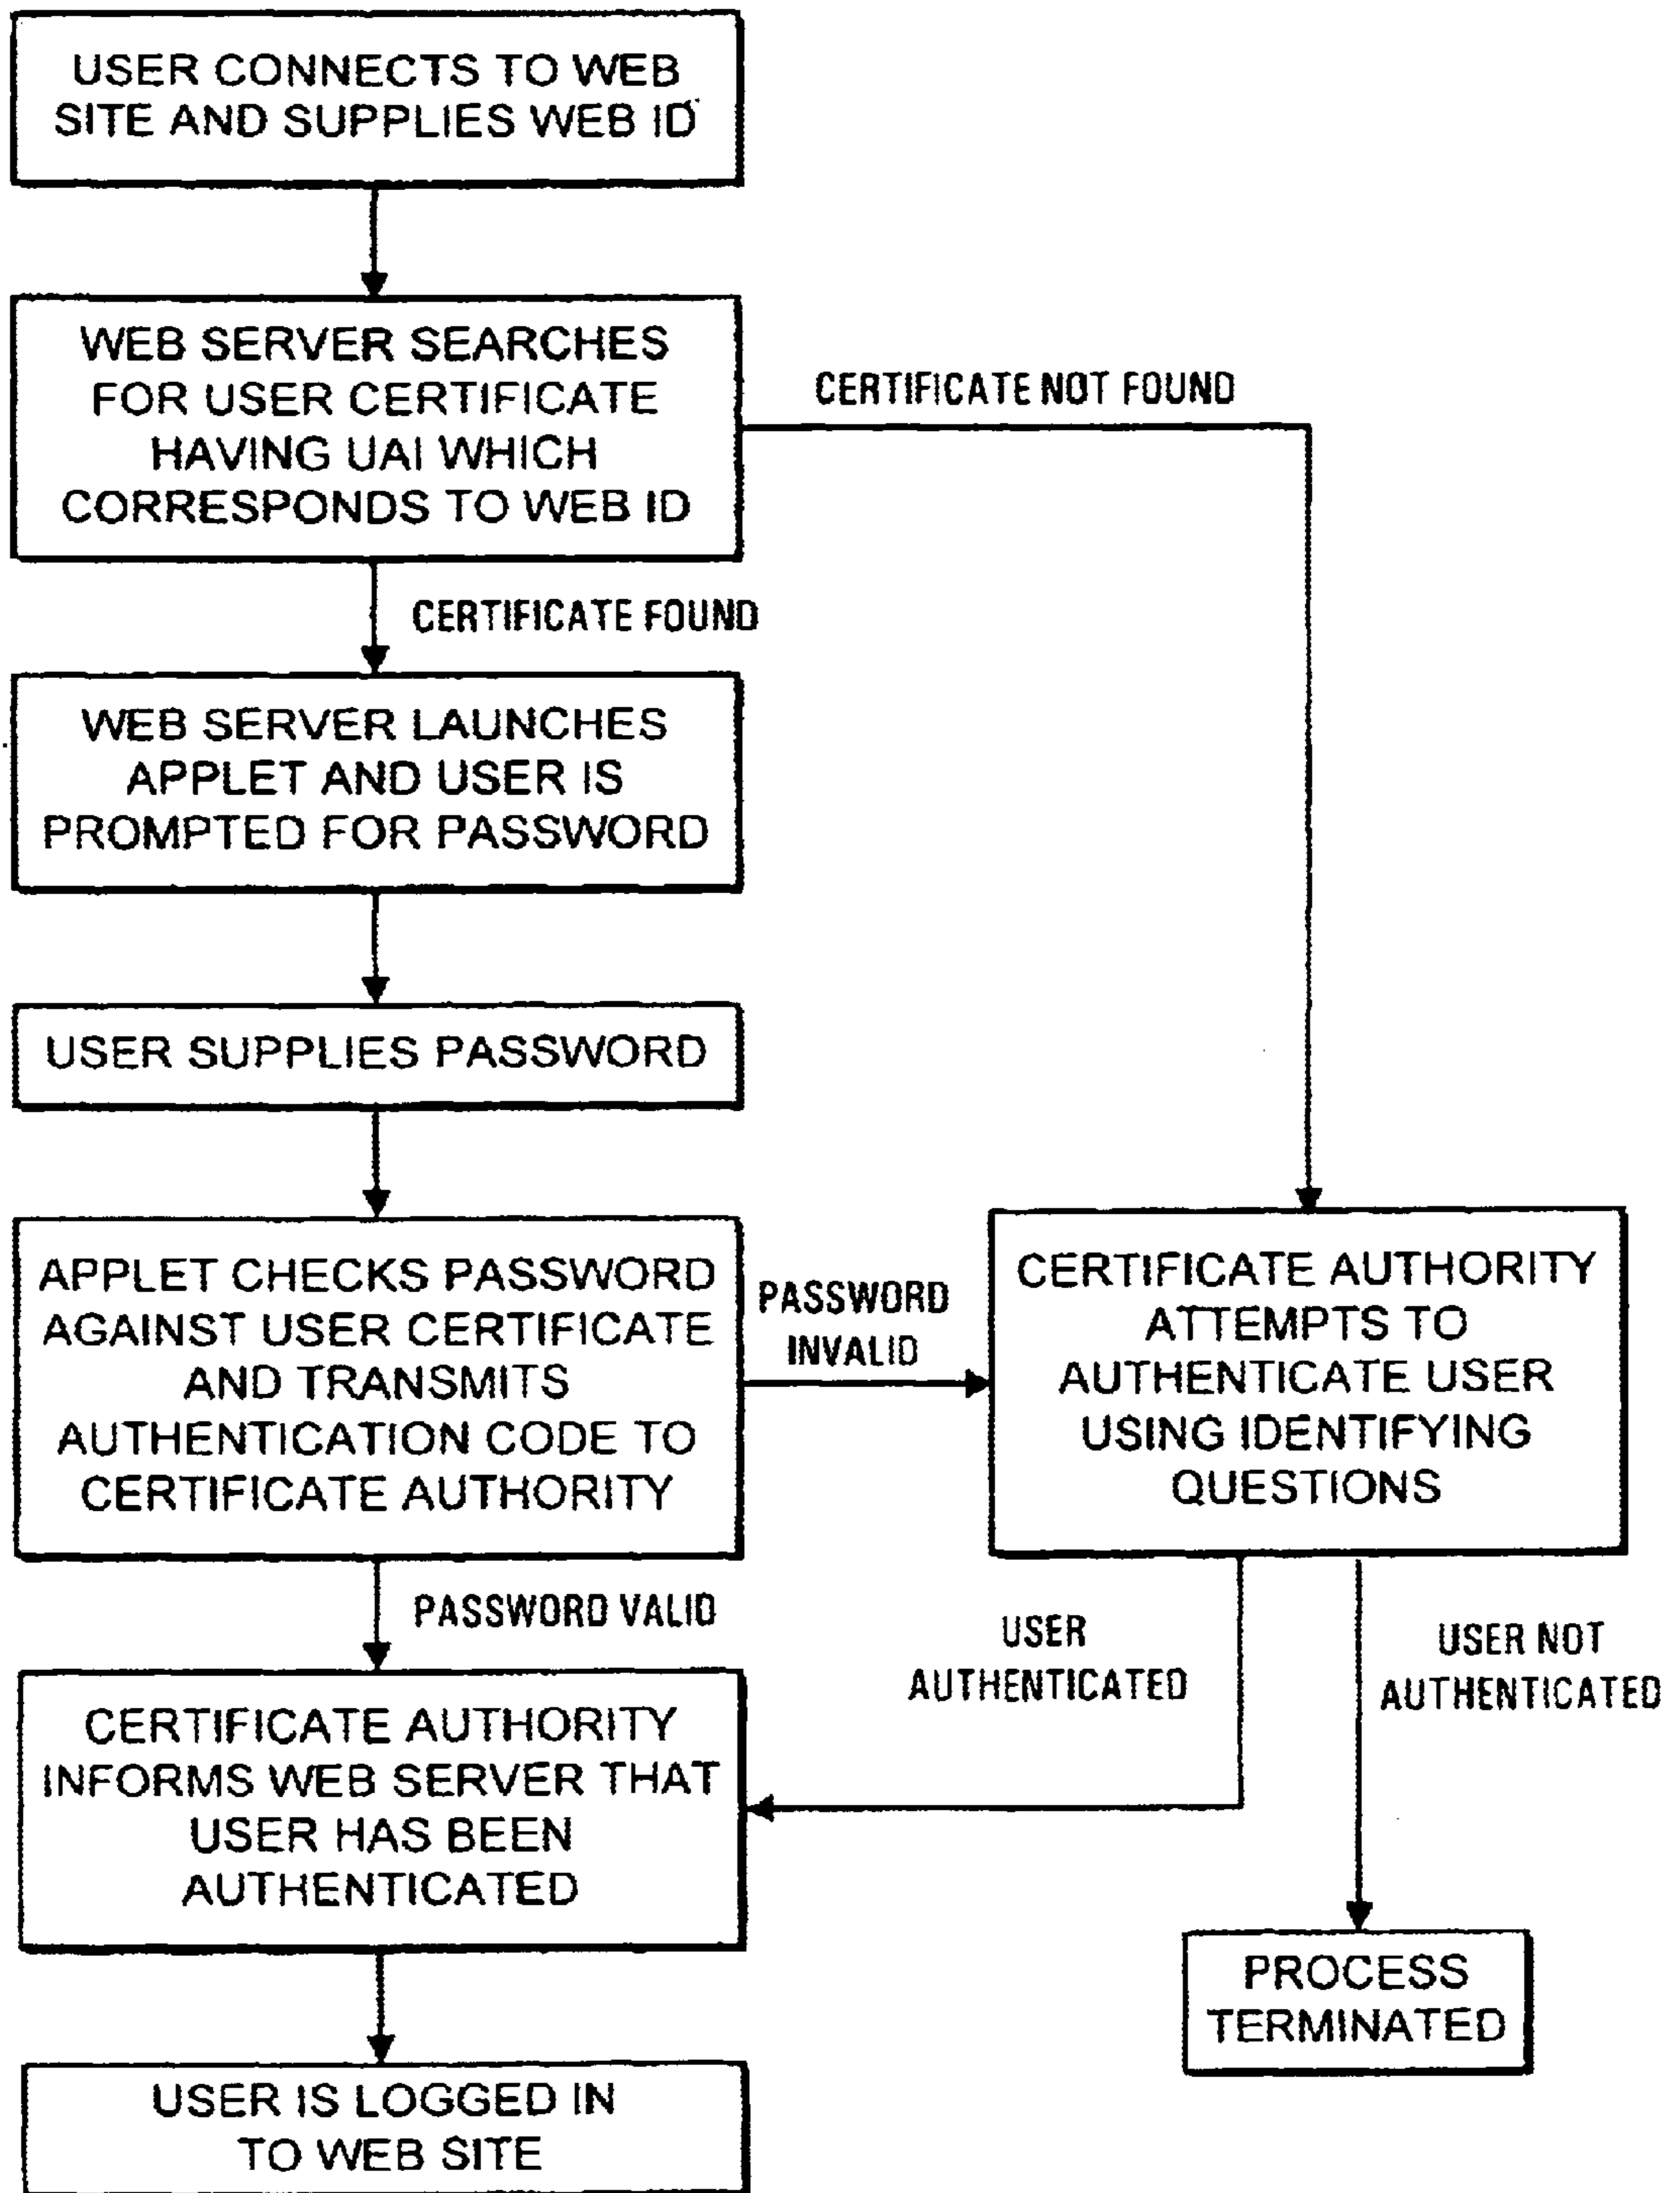 USER CONNECTS TO WEB
SITE AND SUPPLIES WEB ID
WEB SERVER SEARCHES
FOR USER CERTIFICATE
HAVING UAI WHICH
CORRESPONDS TO WEB ID
CERTIFICATE NOT FOUND
CERTIFICATE FOUND
WEB SERVER LAUNCHES
APPLET AND USER IS
PROMPTED FOR PASSWORD
USER SUPPLIES PASSWORD
APPLET CHECKS PASSWORD
AGAINST USER CERTIFICATE
AND TRANSMITS
AUTHENTICATION CODE TO
CERTIFICATE AUTHORITY
PASSWORD
INVALID
CERTIFICATE AUTHORITY
ATTEMPTS TO
AUTHENTICATE USER
USING IDENTIFYING
QUESTIONS
PASSWORD VALID
USER
AUTHENTICATED
USER NOT
AUTHENTICATED
CERTIFICATE AUTHORITY
INFORMS WEB SERVER THAT
USER HAS BEEN
AUTHENTICATED
PROCESS
TERMINATED
USER IS LOGGED IN
TO WEB SITE